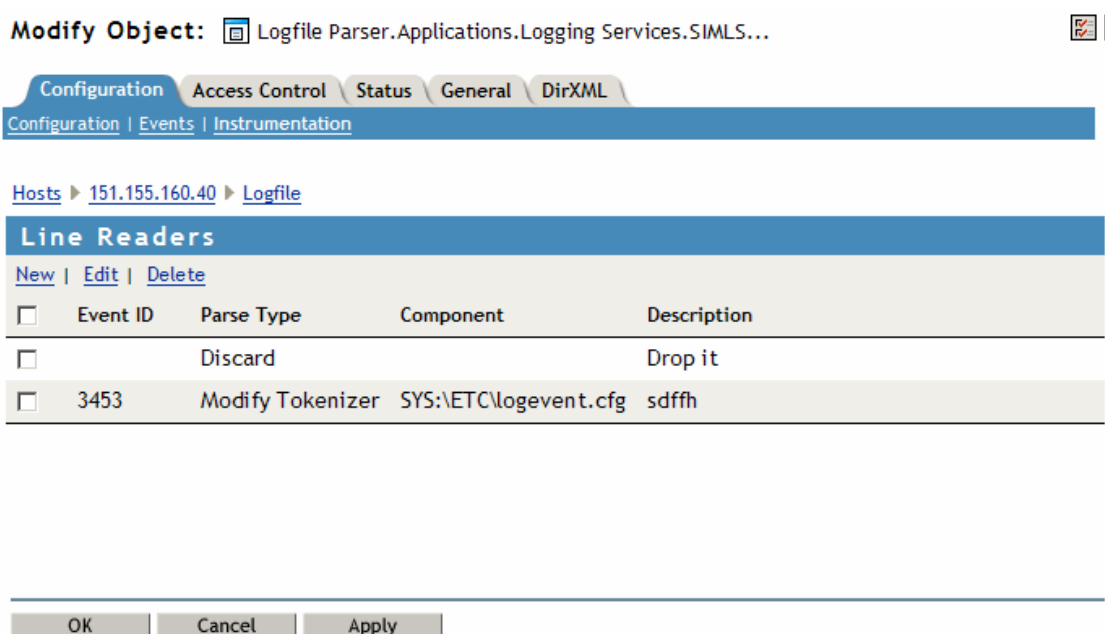 Modify Object: Logfile Parser.Applications.Logging Services.SIMLS...
Configuration Access Control Status General DirXML
Configuration | Events | Instrumentation
Hosts ▶ 151.155.160.40 ▶ Logfile
Line Readers
New | Edit | Delete
Event ID Parse Type Component Description
Discard Drop it
3453 Modify Tokenizer SYS:\ETC\logevent.cfg sdffh
OK Cancel Apply